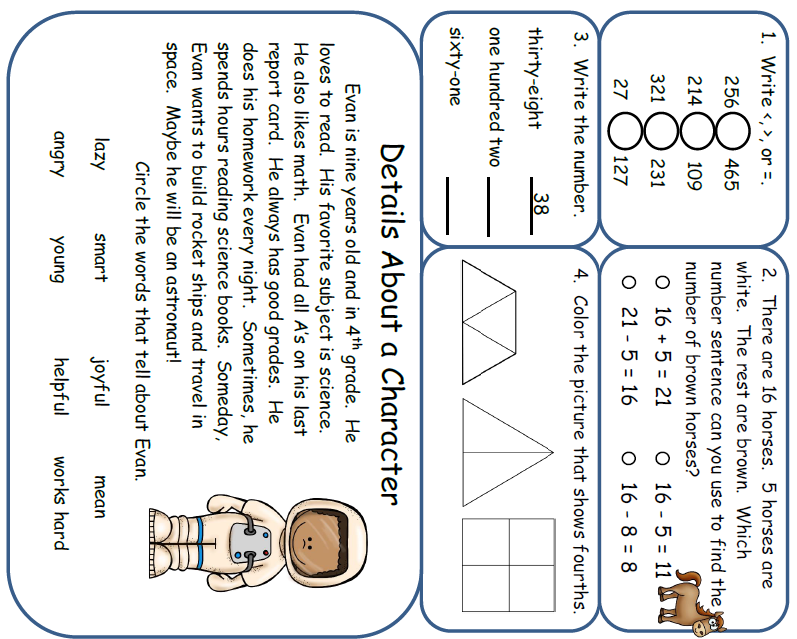 1. Write <, >, or =.
256 465
214 109
321 231
27 127
2. There are 16 horses. 5 horses are
white. The rest are brown. Which
number sentence can you use to find the
number of brown horses?
16 + 5 = 21 16 - 5 = 11
21 - 5 = 16 16 - 8 = 8
3. Write the number.
thirty-eight 38
one hundred two
sixty-one
4. Color the picture that shows fourths.
Details About a Character
Evan is nine years old and in 4th grade. He
loves to read. His favorite subject is science.
He also likes math. Evan had all A's on his last
report card. He always has good grades. He
does his homework every night. Sometimes, he
spends hours reading science books. Someday,
Evan wants to build rocket ships and travel in
space. Maybe he will be an astronaut!
Circle the words that tell about Evan.
lazy smart joyful mean
angry young helpful works hard